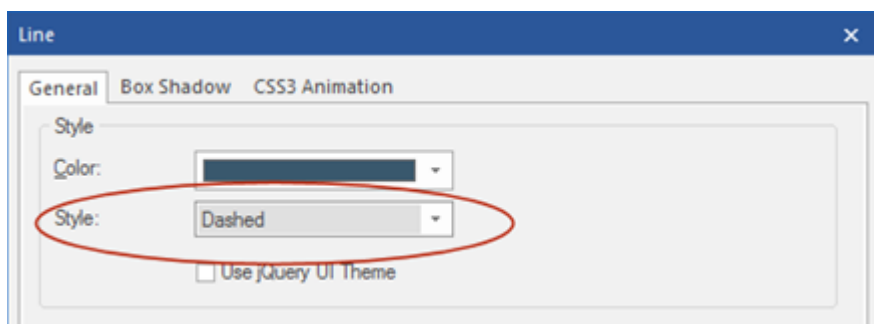 Line
General Box Shadow CSS3 Animation
Style
Color:
Style: Dashed
Use jQuery UI Theme